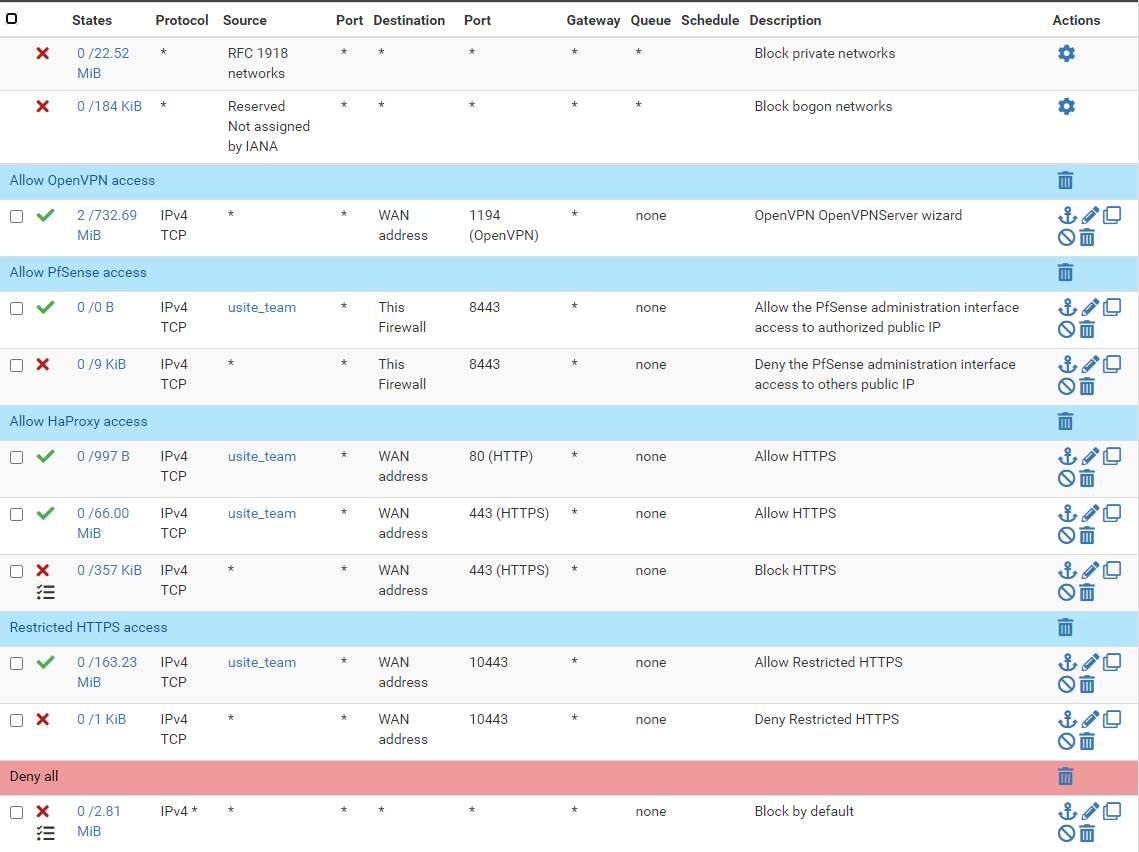 States Protocol Source Port Destination Port Gateway Queue Schedule Description Actions
0 /22.52 * RFC 1918 * * * * * Block private networks
MiB networks
0 /184 KiB * Reserved * * * * * Block bogon networks
Not assigned
by IANA
Allow OpenVPN access
2 /732.69 IPv4 * * WAN 1194 * none OpenVPN OpenVPNServer wizard
MiB TCP address (OpenVPN)
Allow PfSense access
0 /0 B IPv4 usite_team * This 8443 * none Allow the PfSense administration interface
TCP Firewall access to authorized public IP
0 /9 KiB IPv4 * * This 8443 * none Deny the PfSense administration interface
TCP Firewall access to others public IP
Allow HaProxy access
0 /997 B IPv4 usite_team * WAN 80 (HTTP) * none Allow HTTPS
TCP address
0 /66.00 IPv4 usite_team * WAN 443 (HTTPS) * none Allow HTTPS
MiB TCP address
0 /357 KiB IPv4 * * WAN 443 (HTTPS) * none Block HTTPS
TCP address
Restricted HTTPS access
0 /163.23 IPv4 usite_team * WAN 10443 * none Allow Restricted HTTPS
MiB TCP address
0 /1 KiB IPv4 * * WAN 10443 * none Deny Restricted HTTPS
TCP address
Deny all
0 /2.81 IPv4 * * * * * * none Block by default
MiB